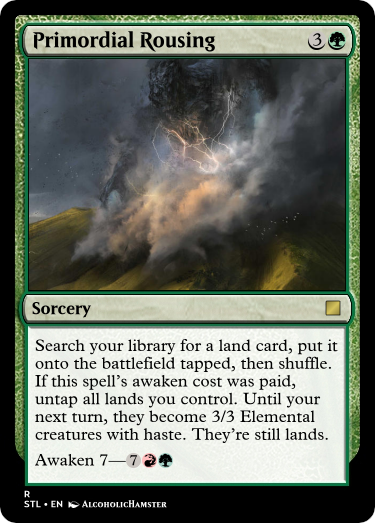 Primordial Rousing 3
Sorcery
Search your library for a land card, put it
onto the battlefield tapped, then shuffle.
If this spell's awaken cost was paid,
untap all lands you control. Until your
next turn, they become 3/3 Elemental
creatures with haste. They're still lands.
Awaken 7—7
R
STL • EN AlcoholicHamster